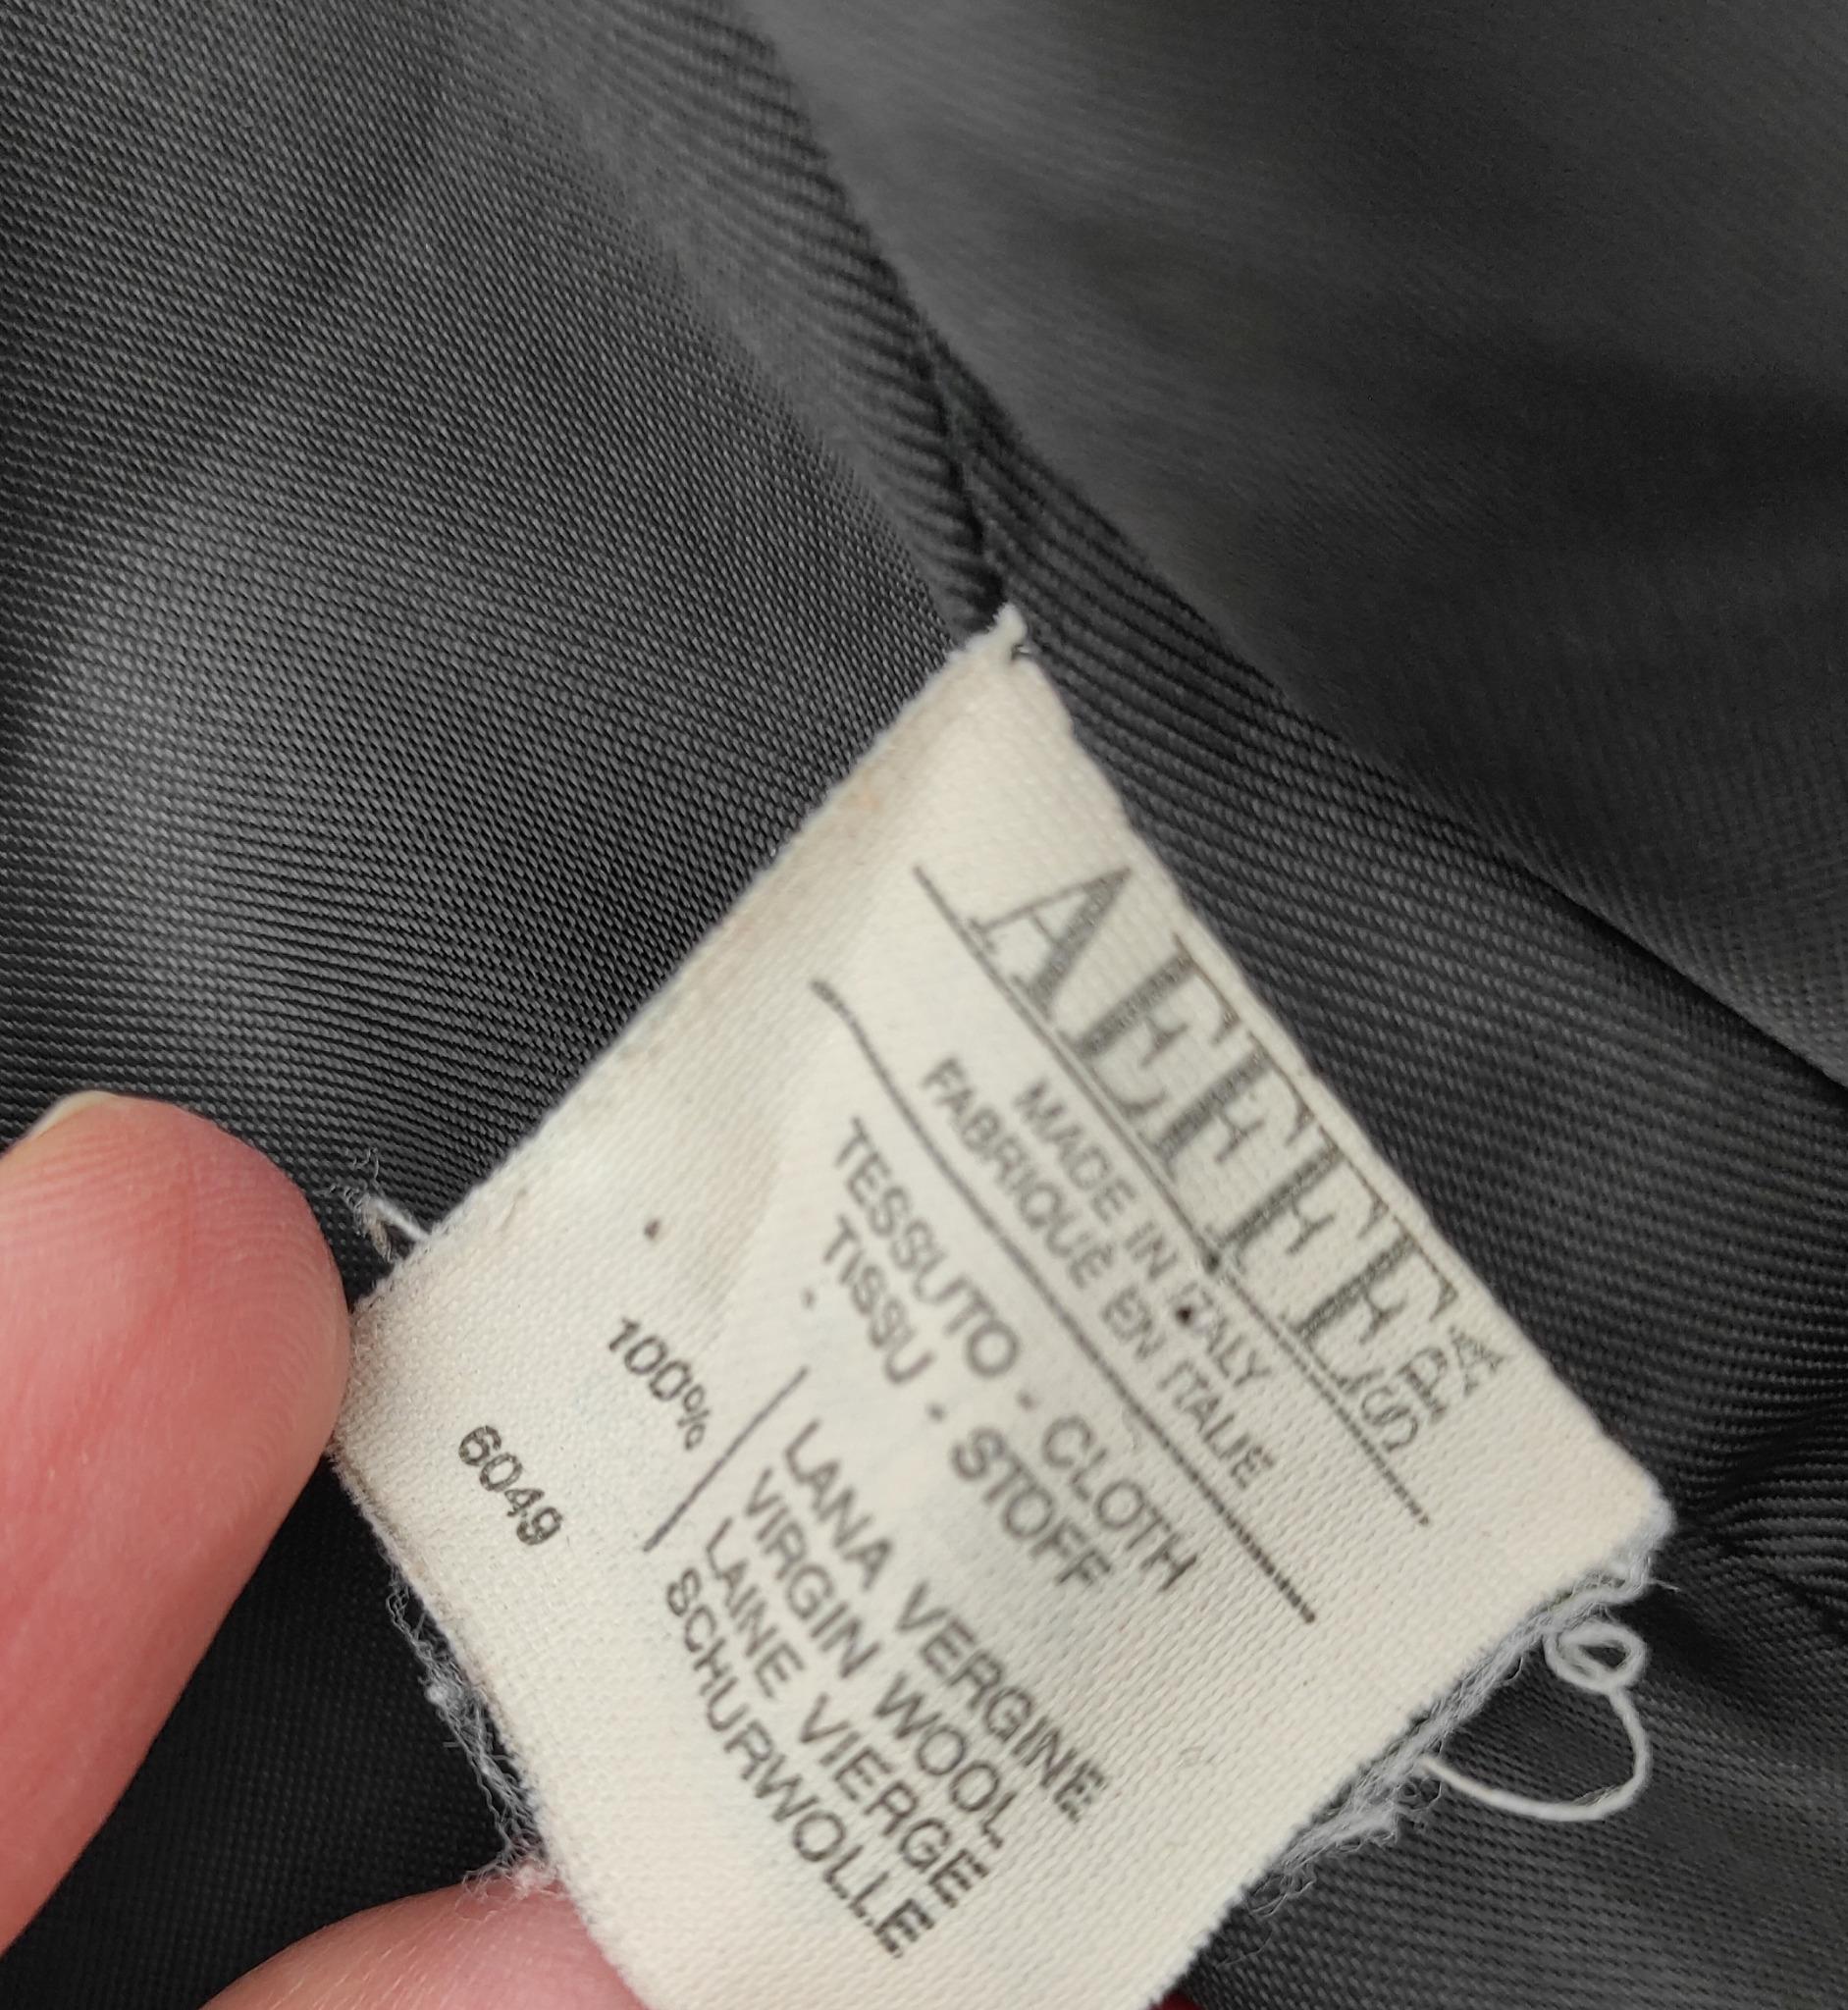 AEFFE SPA
MADE IN ITALY
FABRIQUÉ EN ITALIE
TESSUTO - CLOTH
TISSU - STOFF
100% LANA VERGINE
VIRGIN WOOL
LAINE VIERGE
SCHURWOLLE
6049